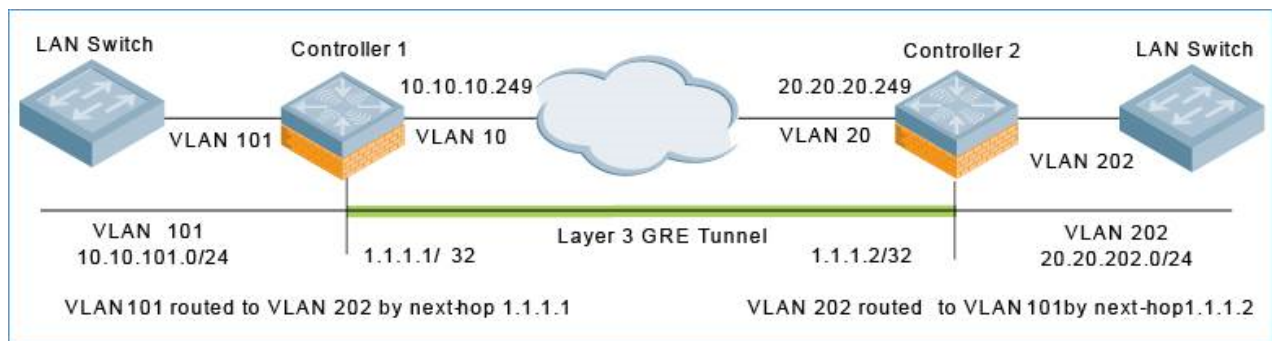 LAN Switch
Controller 1
Controller 2
LAN Switch
10.10.10.249
20.20.20.249
VLAN 101
VLAN 10
VLAN 20
VLAN 202
VLAN 101
10.10.101.0/24
1.1.1.1/ 32
Layer 3 GRE Tunnel
1.1.1.2/32
VLAN 202
20.20.202.0/24
VLAN101 routed to VLAN 202 by next-hop 1.1.1.1
VLAN 202 routed to VLAN101by next-hop1.1.1.2